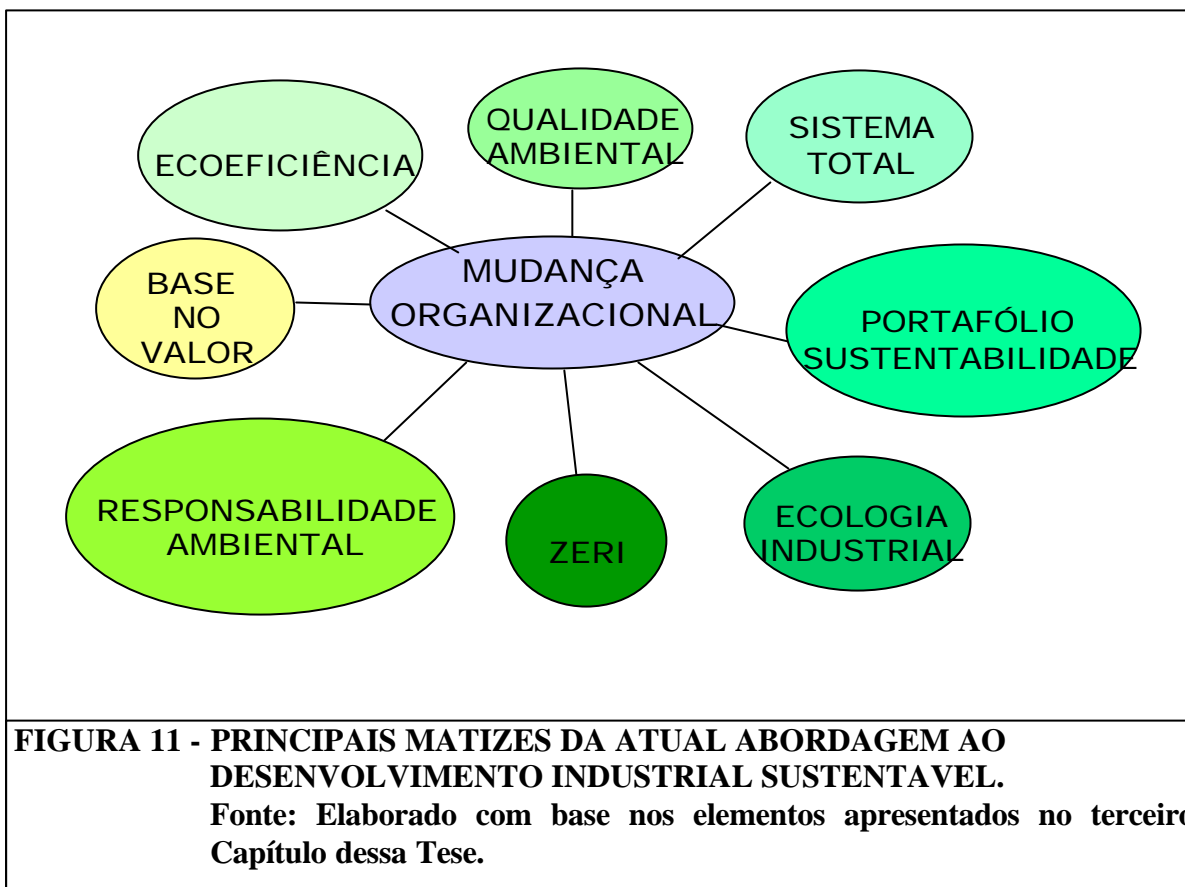 ECOEFICIÊNCIA
QUALIDADE
AMBIENTAL
SISTEMA
TOTAL
BASE
NO
VALOR
MUDANÇA
ORGANIZACIONAL
PORTAFÓLIO
SUSTENTABILIDADE
RESPONSABILIDADE
AMBIENTAL
ZERI
ECOLOGIA
INDUSTRIAL
FIGURA 11 - PRINCIPAIS MATIZES DA ATUAL ABORDAGEM AO
DESENVOLVIMENTO INDUSTRIAL SUSTENTAVEL.
Fonte: Elaborado com base nos elementos apresentados no terceiro
Capítulo dessa Tese.